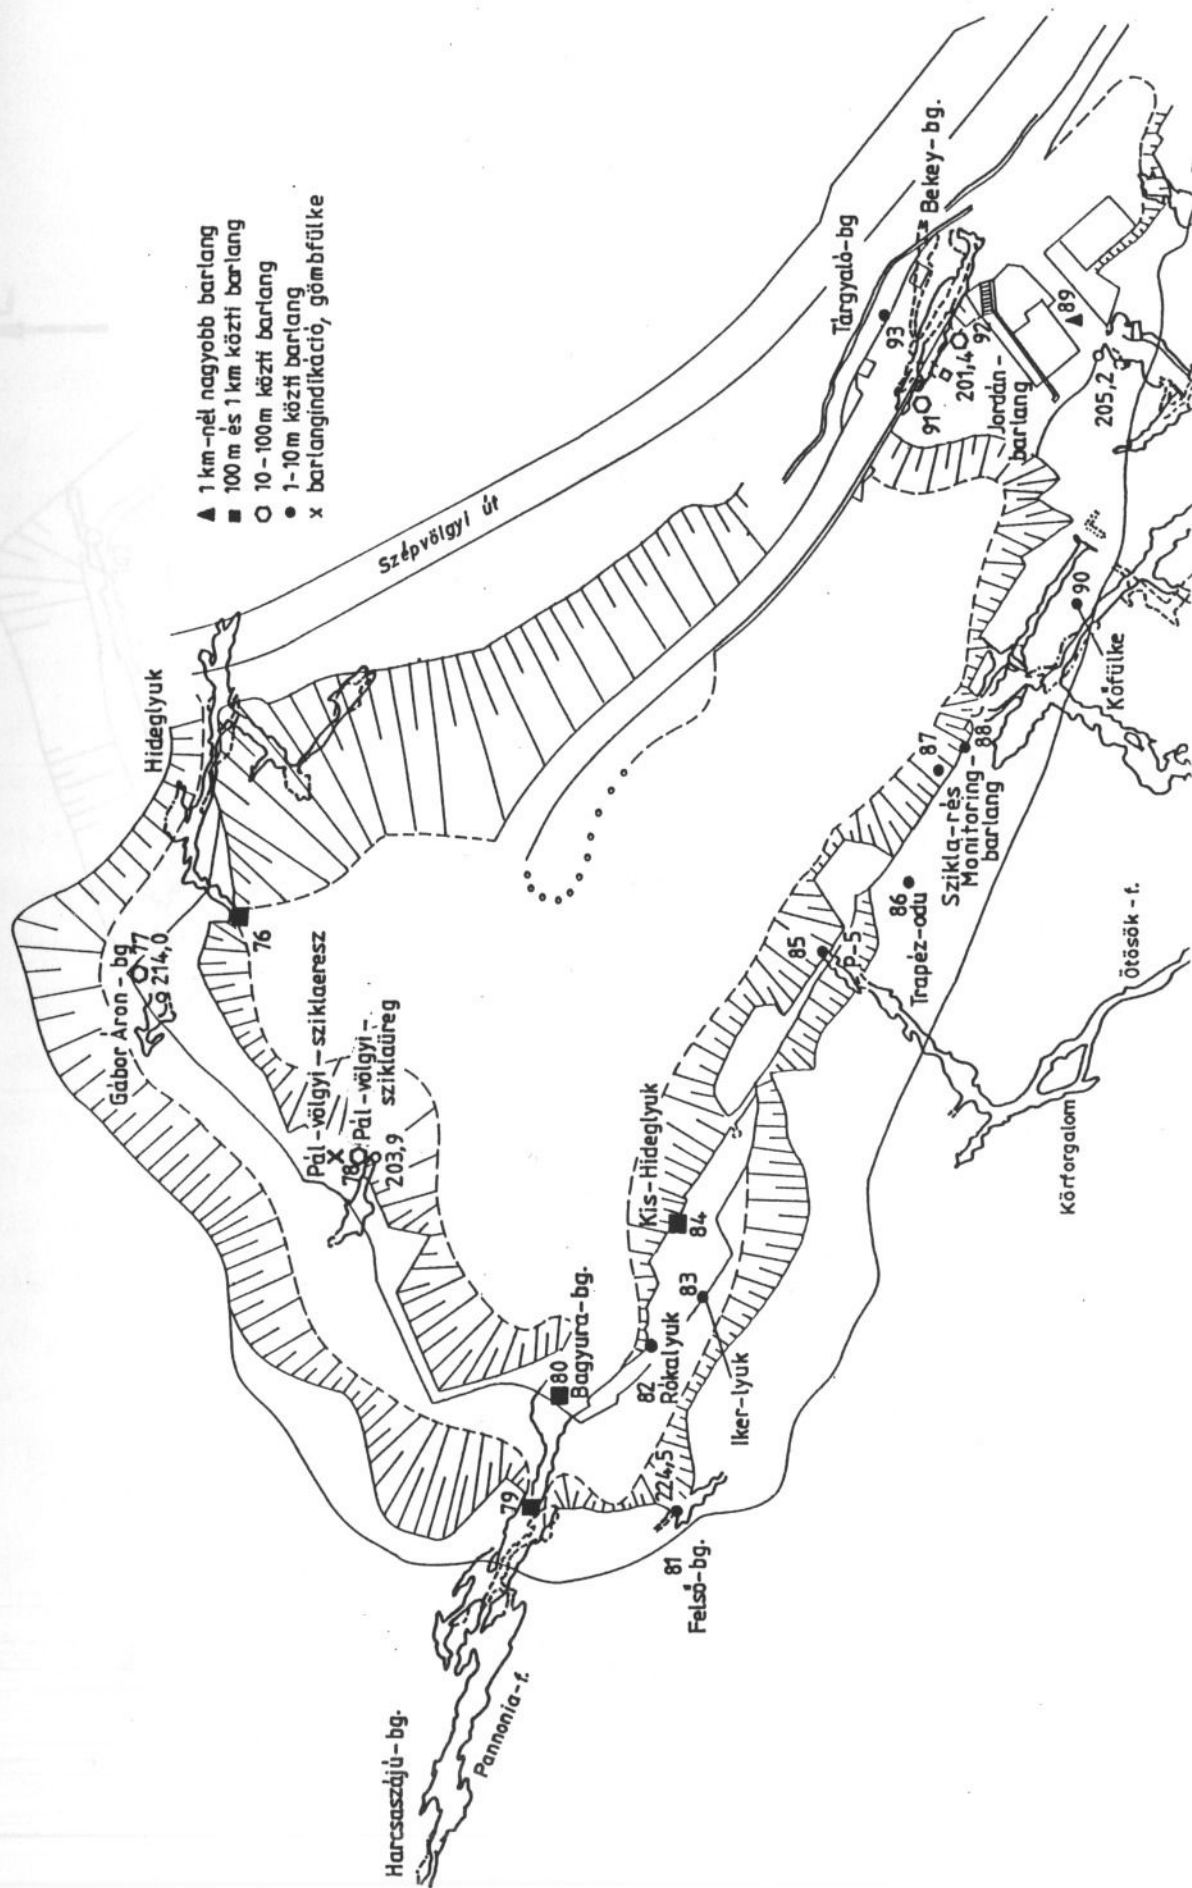 ▲ 1 km-nél nagyobb barlang
■ 100 m és 1 km közti barlang
10-100m közti barlang
● 1-10m közti barlang
x barlangindikáció, gömbfülke
Szépvölgyi út
Hideglyuk
76
Gábor Áron-bg
77
214,0
Pál-völgyi-sziklaeresz
x
78
Pál-völgyi-
sziklaüreg
203,9
Harcsaszájú-bg.
Pannonia-f.
79
80
Bagyura-bg.
81
Felső-bg.
224,5
82
Rókalyuk
83
Iker-lyuk
Kis-Hideglyuk
84
85
P-5
86
Trapéz-odu
87
Szikla-rés
Monitoring-
barlang
88
Ötösök-f.
Körforgalom
90
Kőfülke
Tárgyaló-bg
93
Bekey-bg.
91
201,4
92
Jordán-
barlang
89
205,2